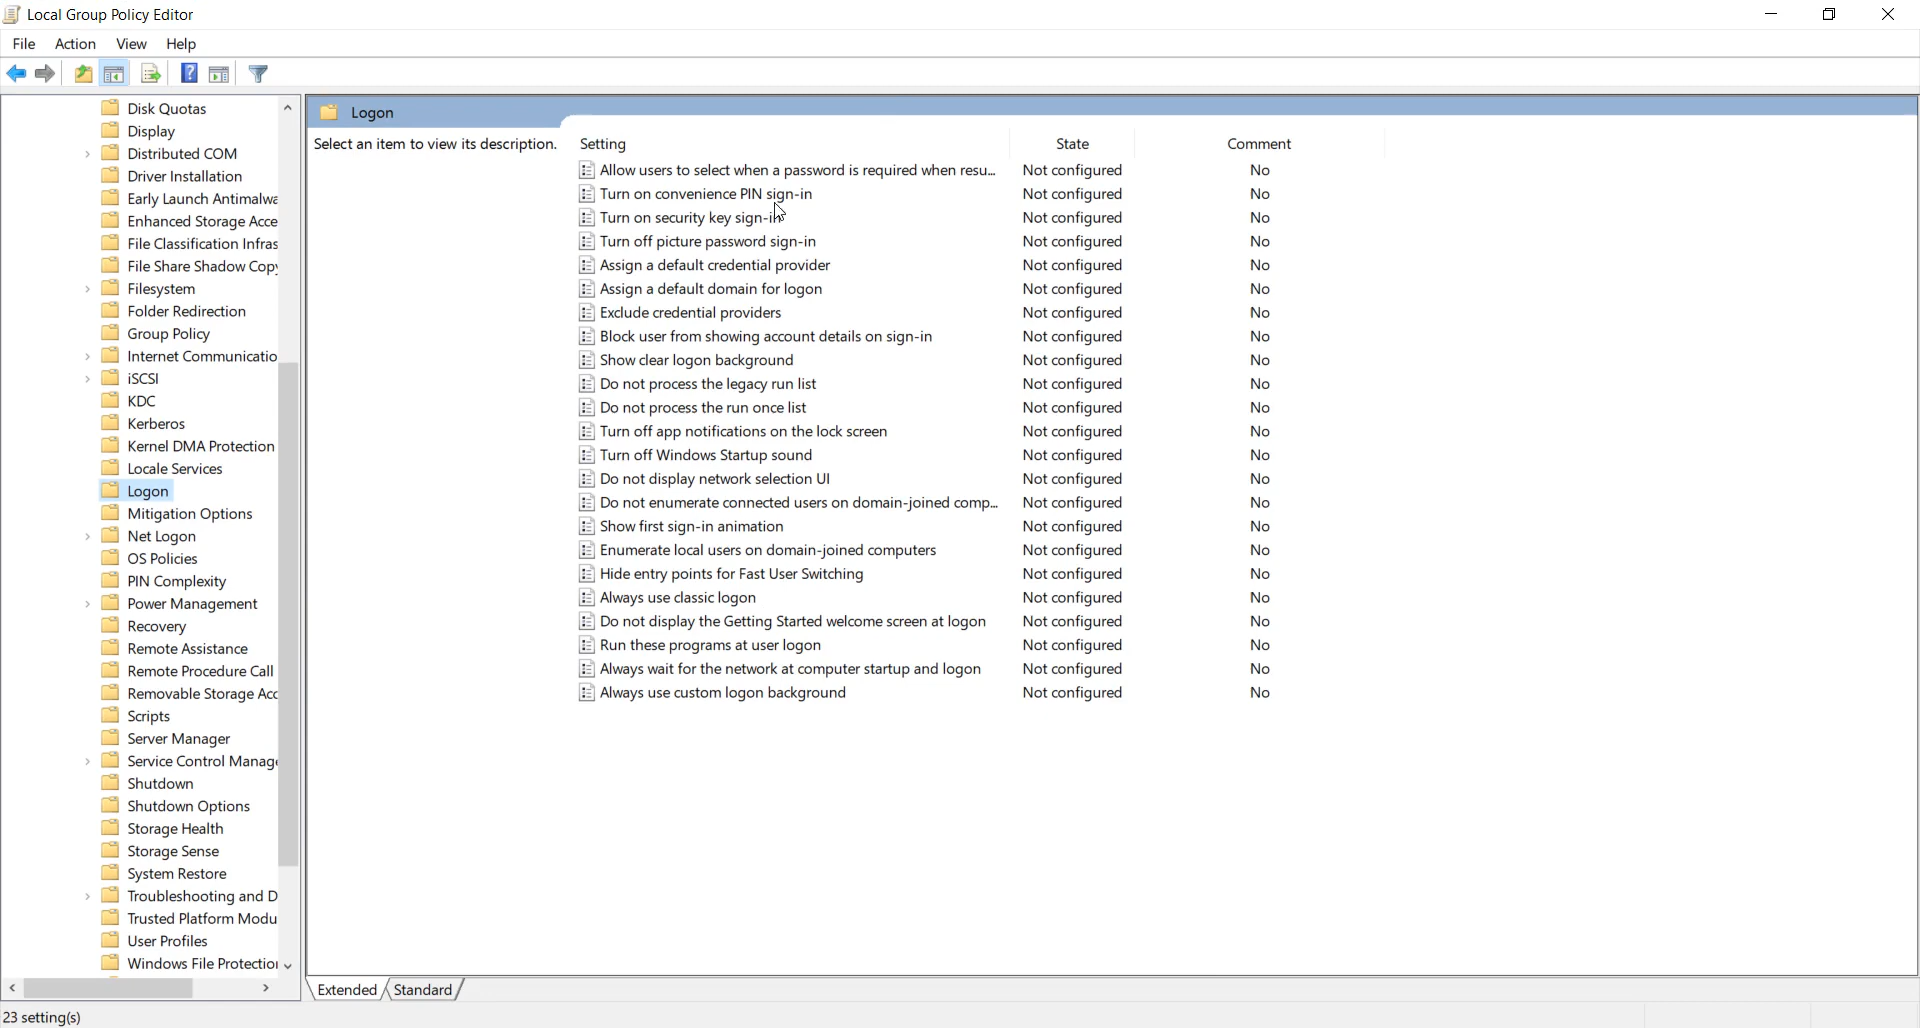 Local Group Policy Editor
File Action View Help
Disk Quotas
Display
Distributed COM
Driver Installation
Early Launch Antimalwa
Enhanced Storage Acce
File Classification Infras
File Share Shadow Copy
Filesystem
Folder Redirection
Group Policy
Internet Communicatio
iSCSI
KDC
Kerberos
Kernel DMA Protection
Locale Services
Logon
Mitigation Options
Net Logon
OS Policies
PIN Complexity
Power Management
Recovery
Remote Assistance
Remote Procedure Call
Removable Storage Acc
Scripts
Server Manager
Service Control Manage
Shutdown
Shutdown Options
Storage Health
Storage Sense
System Restore
Troubleshooting and D
Trusted Platform Modu
User Profiles
Windows File Protection
Logon
Select an item to view its description.
Setting State Comment
Allow users to select when a password is required when resu... Not configured No
Turn on convenience PIN sign-in Not configured No
Turn on security key sign-in Not configured No
Turn off picture password sign-in Not configured No
Assign a default credential provider Not configured No
Assign a default domain for logon Not configured No
Exclude credential providers Not configured No
Block user from showing account details on sign-in Not configured No
Show clear logon background Not configured No
Do not process the legacy run list Not configured No
Do not process the run once list Not configured No
Turn off app notifications on the lock screen Not configured No
Turn off Windows Startup sound Not configured No
Do not display network selection UI Not configured No
Do not enumerate connected users on domain-joined comp... Not configured No
Show first sign-in animation Not configured No
Enumerate local users on domain-joined computers Not configured No
Hide entry points for Fast User Switching Not configured No
Always use classic logon Not configured No
Do not display the Getting Started welcome screen at logon Not configured No
Run these programs at user logon Not configured No
Always wait for the network at computer startup and logon Not configured No
Always use custom logon background Not configured No
Extended Standard
23 setting(s)